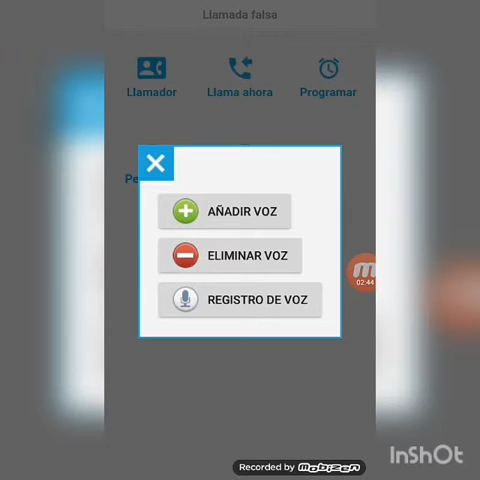 Llamada falsa
Llamador
Llama ahora
Programar
Pe
AÑADIR VOZ
ELIMINAR VOZ
REGISTRO DE VOZ
02:44
Recorded by Mobizen
InShOt